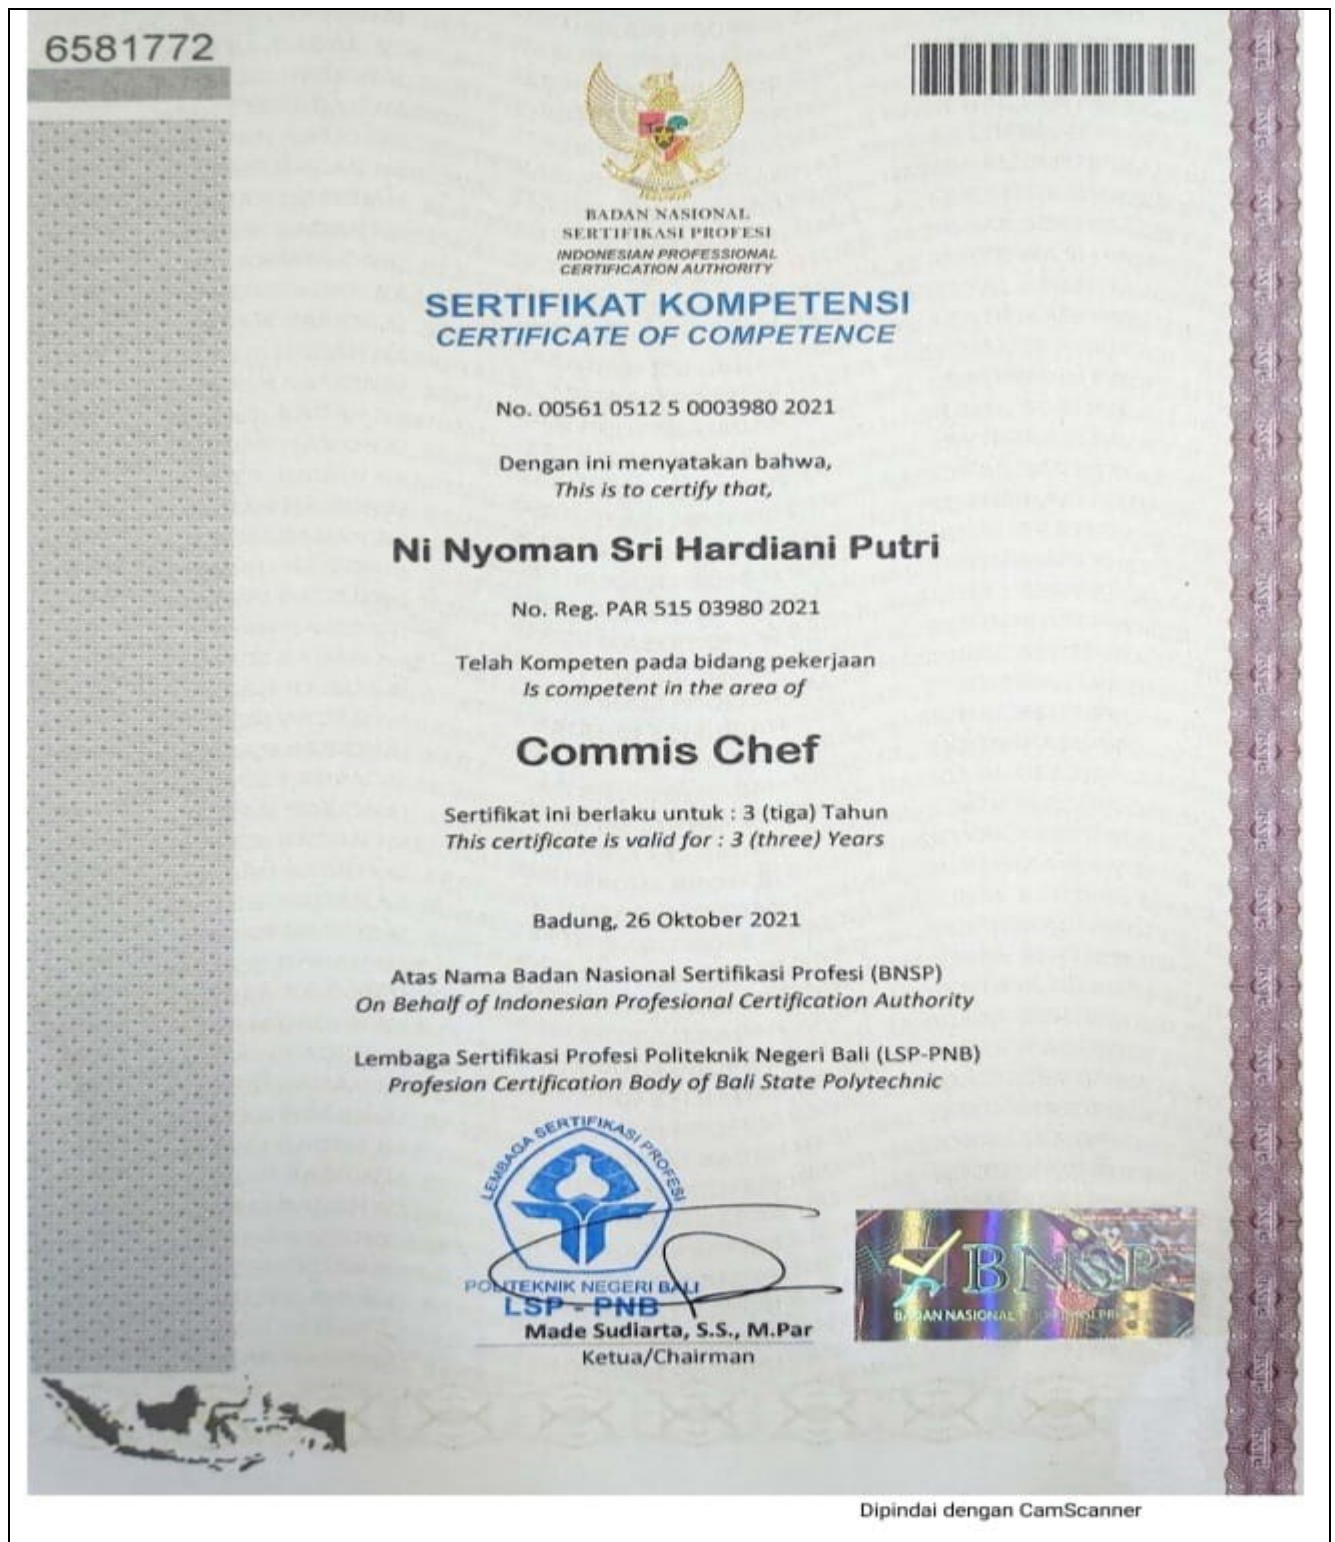 6581772
BADAN NASIONAL
SERTIFIKASI PROFESI
INDONESIAN PROFESSIONAL
CERTIFICATION AUTHORITY
SERTIFIKAT KOMPETENSI
CERTIFICATE OF COMPETENCE
No. 00561 0512 5 0003980 2021
Dengan ini menyatakan bahwa,
This is to certify that,
Ni Nyoman Sri Hardiani Putri
No. Reg. PAR 515 03980 2021
Telah Kompeten pada bidang pekerjaan
Is competent in the area of
Commis Chef
Sertifikat ini berlaku untuk : 3 (tiga) Tahun
This certificate is valid for : 3 (three) Years
Badung, 26 Oktober 2021
Atas Nama Badan Nasional Sertifikasi Profesi (BNSP)
On Behalf of Indonesian Profesional Certification Authority
Lembaga Sertifikasi Profesi Politeknik Negeri Bali (LSP-PNB)
Profesion Certification Body of Bali State Polytechnic
LEMBAGA SERTIFIKASI PROFESI
POLITEKNIK NEGERI BALI
LSP - PNB
BNSP
BADAN NASIONAL
Made Sudiarta, S.S., M.Par
Ketua/Chairman
Dipindai dengan CamScanner